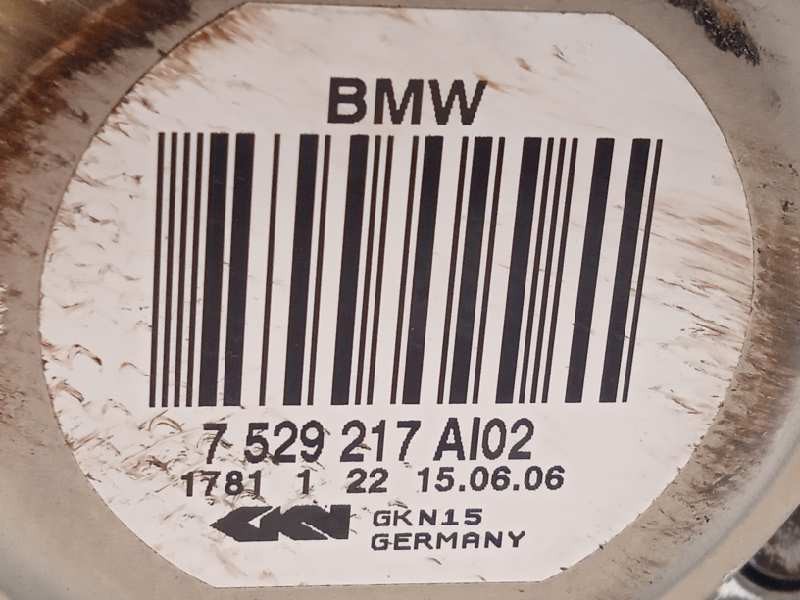 BMW
7 529 217 AI02
1781 1 22 15.06.06
GKN GKN15
GERMANY